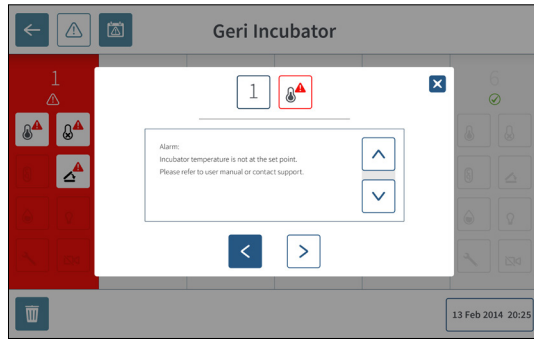 Geri Incubator
1
6
1
Alarm:
Incubator temperature is not at the set point.
Please refer to user manual or contact support.
13 Feb 2014 20:25